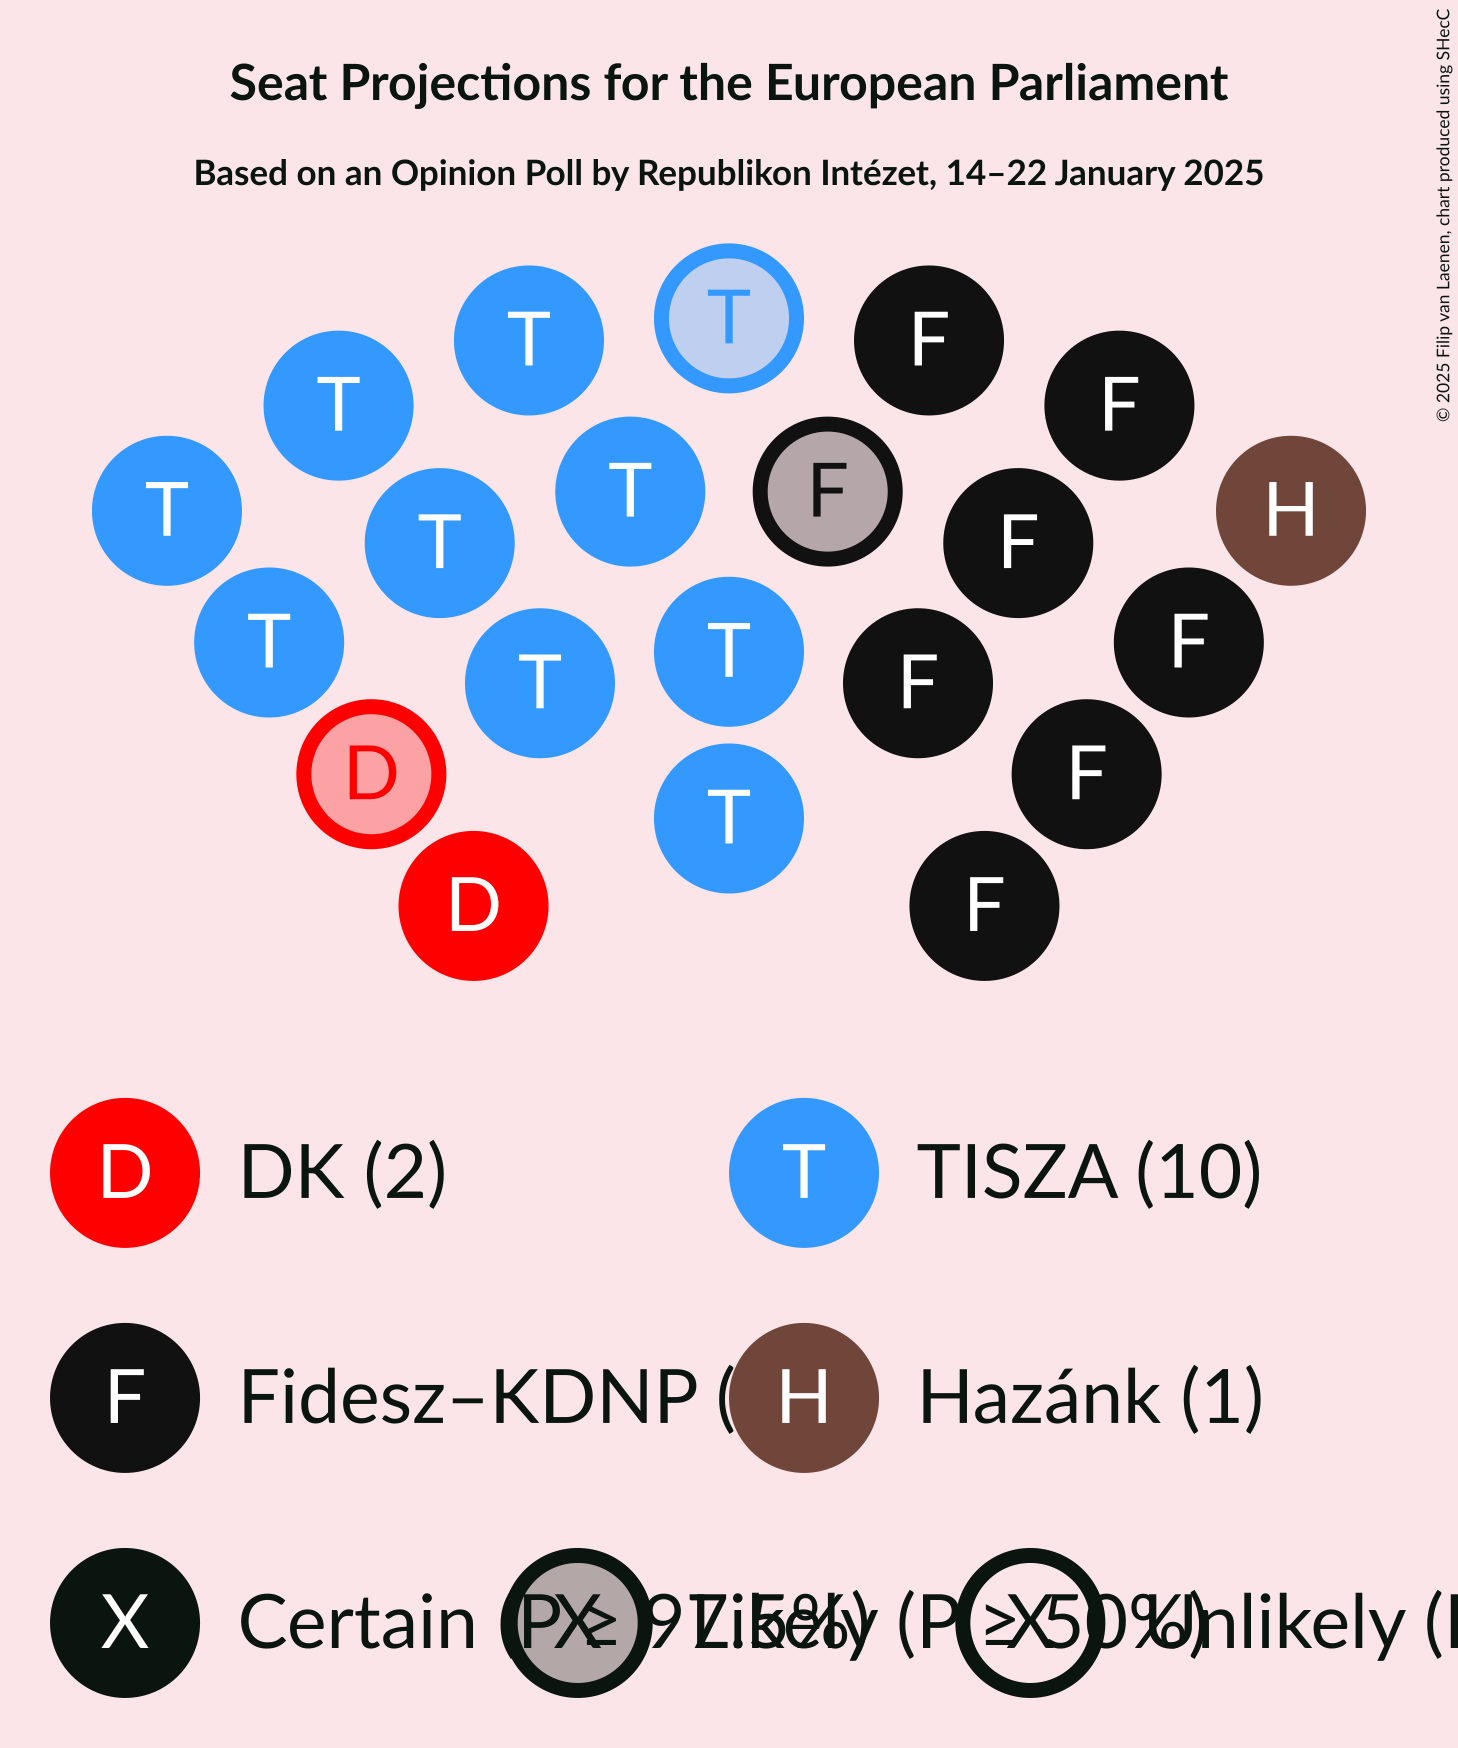 Seat Projections for the European Parliament
Based on an Opinion Poll by Republikon Intézet, 14–22 January 2025
© 2025 Filip van Laenen, chart produced using SHecC
T
T F
T F
T F
T H
T F
T F
T F
D T F
T
D F
D DK (2)
T TISZA (10)
F Fidesz–KDNP (
H Hazánk (1)
X Certain (P ≥ 97.5%)
X Likely (P ≥ 50%)
X Unlikely (